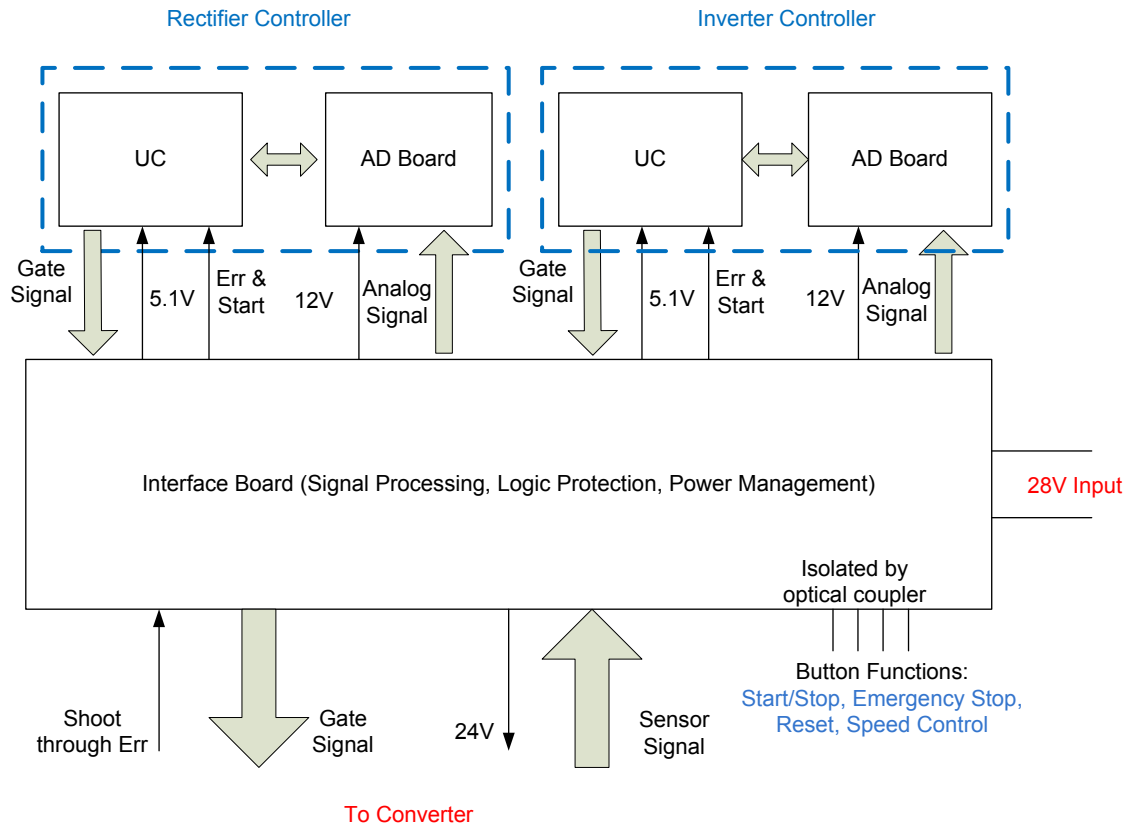 Rectifier Controller
Inverter Controller
UC
AD Board
UC
AD Board
Gate
Signal
5.1V
Err &
Start
12V
Analog
Signal
Gate
Signal
5.1V
Err &
Start
12V
Analog
Signal
Interface Board (Signal Processing, Logic Protection, Power Management)
28V Input
Isolated by
optical coupler
Shoot
through Err
Gate
Signal
24V
Sensor
Signal
Button Functions:
Start/Stop, Emergency Stop,
Reset, Speed Control
To Converter